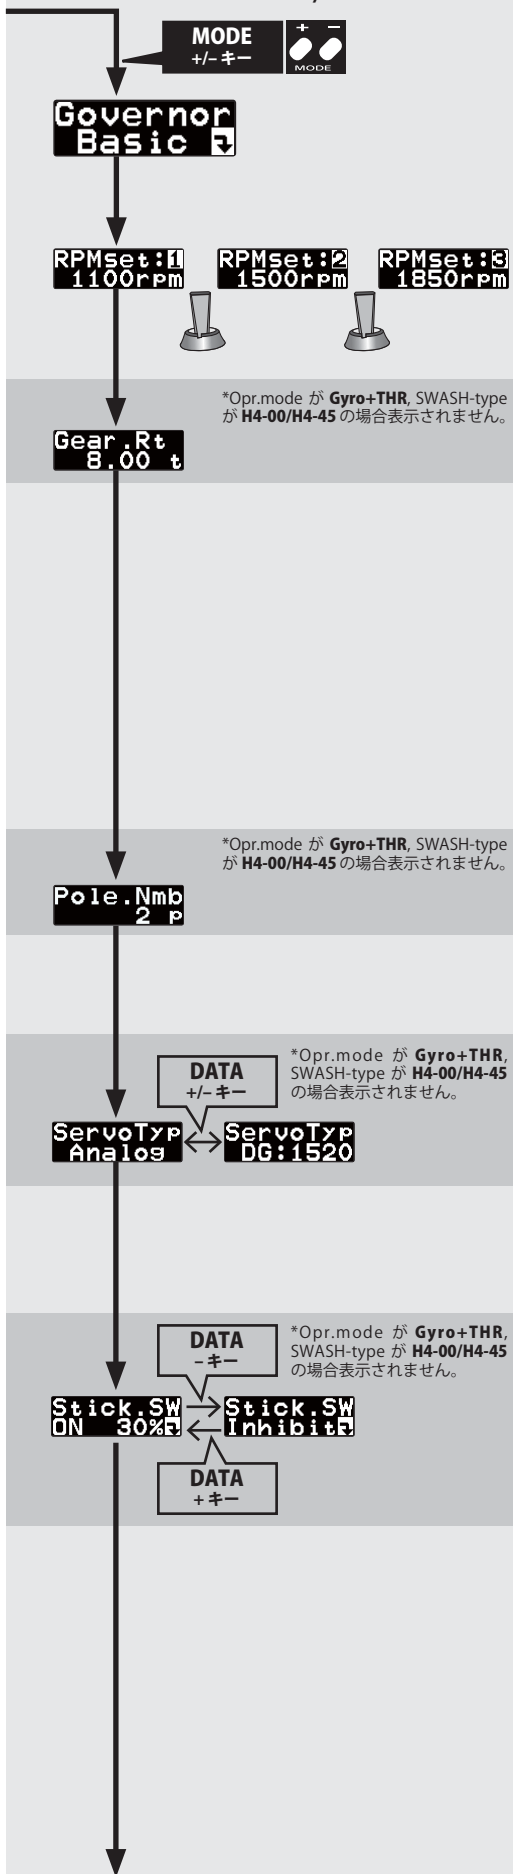 MODE
+/– キー
+ –
MODE
Governor
Basic
RPMset:1
1100rpm
RPMset:2
1500rpm
RPMset:3
1850rpm
*Opr.mode が Gyro+THR, SWASH-type
が H4-00/H4-45 の場合表示されません。
Gear.Rt
8.00 t
*Opr.mode が Gyro+THR, SWASH-type
が H4-00/H4-45 の場合表示されません。
Pole.Nmb
2 p
*Opr.mode が Gyro+THR,
SWASH-type が H4-00/H4-45
の場合表示されません。
DATA
+/– キー
ServoTyp
Analog
ServoTyp
DG:1520
*Opr.mode が Gyro+THR,
SWASH-type が H4-00/H4-45
の場合表示されません。
DATA
– キー
Stick.SW
ON 30%
Stick.SW
Inhibit
DATA
+ キー